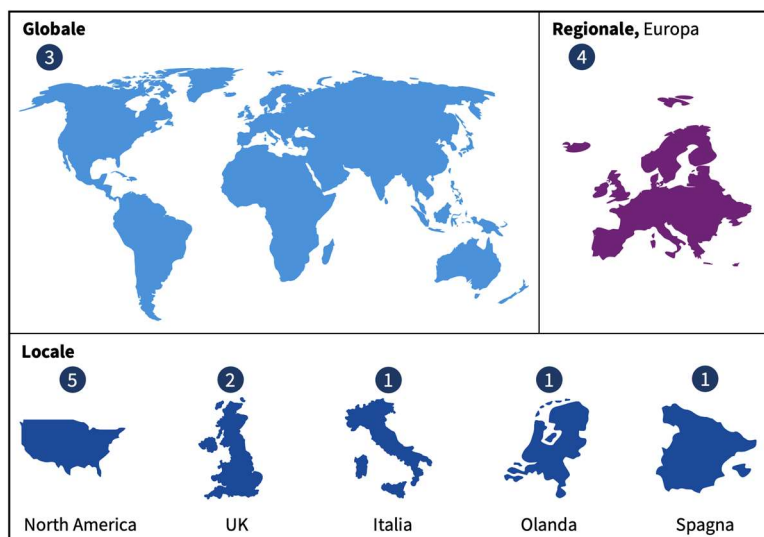 Globale
3
Regionale, Europa
4
Locale
5
2
1
1
1
North America
UK
Italia
Olanda
Spagna